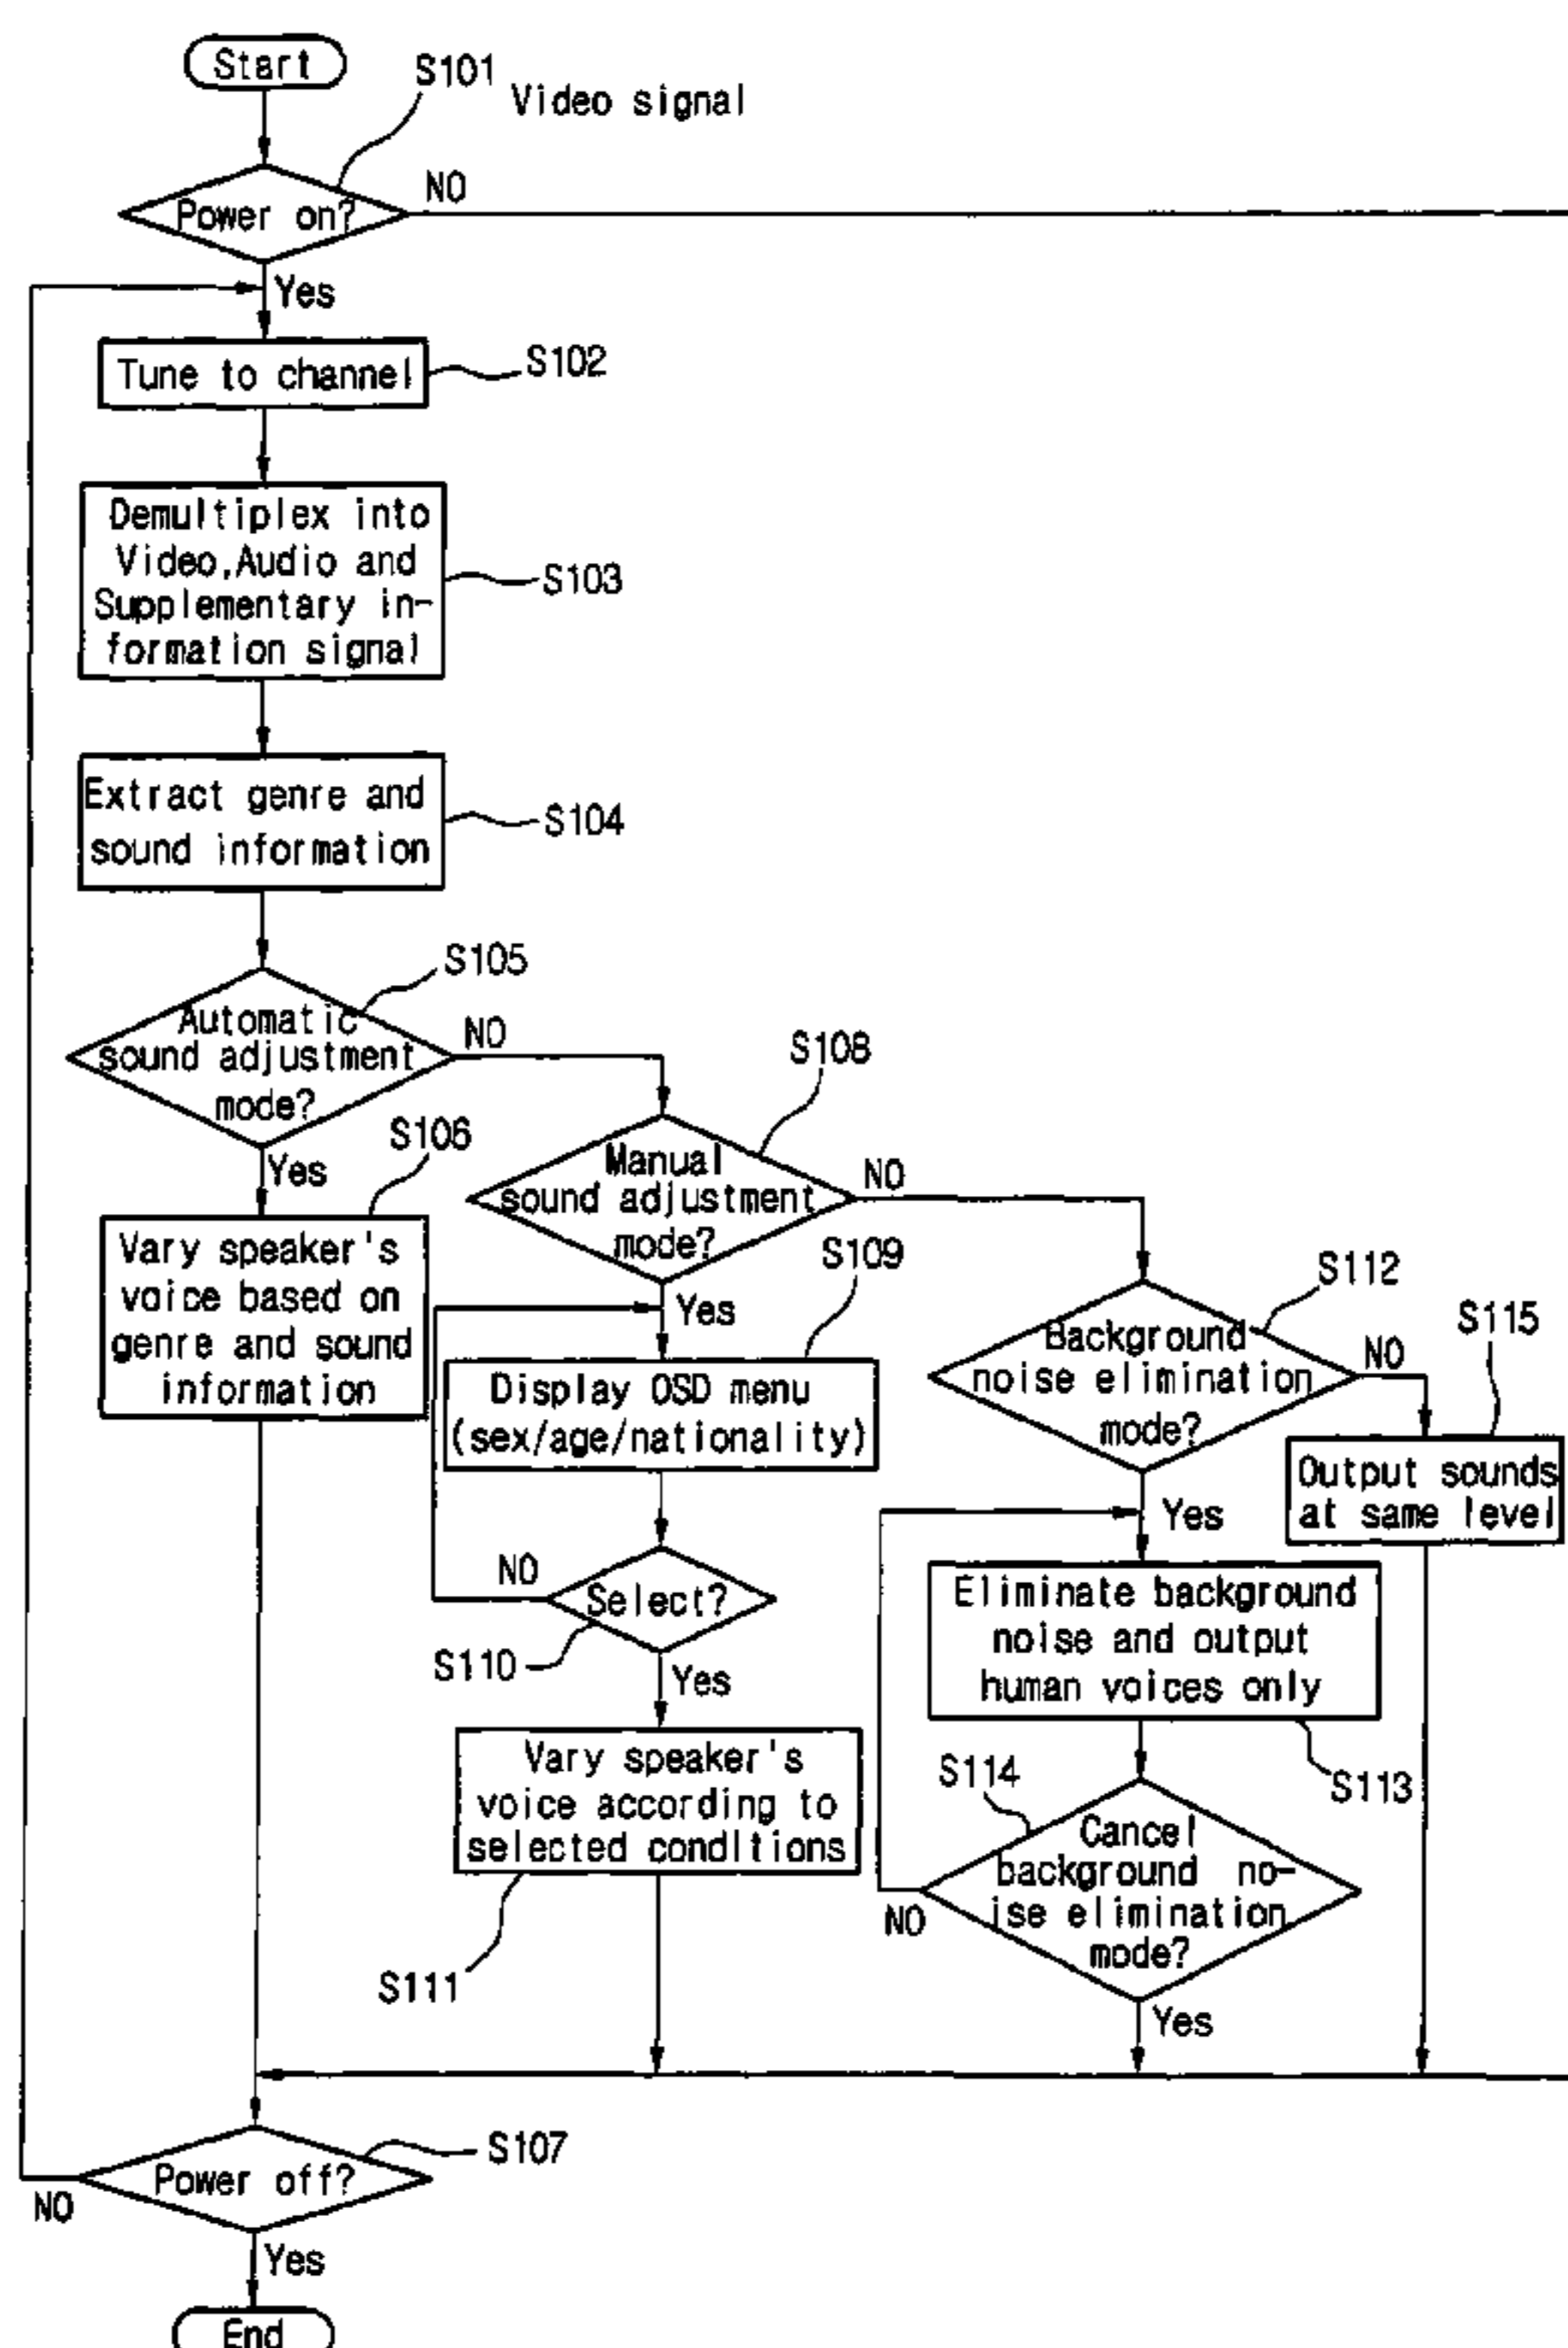 Start
S101
Video signal
Power on?
NO
Yes
Tune to channel
S102
Demultiplex into
Video,Audio and
Supplementary in-
formation signal
S103
Extract genre and
sound information
S104
S105
Automatic
sound adjustment
mode?
NO
Yes
S106
Vary speaker's
voice based on
genre and sound
information
S108
Manual
sound adjustment
mode?
NO
Yes
S109
Display OSD menu
(sex/age/nationality)
Select?
NO
S110
Yes
Vary speaker's
voice according to
selected conditions
S111
S112
Background
noise elimination
mode?
NO
Yes
S115
Output sounds
at same level
Eliminate background
noise and output
human voices only
S113
S114
Cancel
background no-
ise elimination
mode?
NO
Yes
S107
Power off?
NO
Yes
End